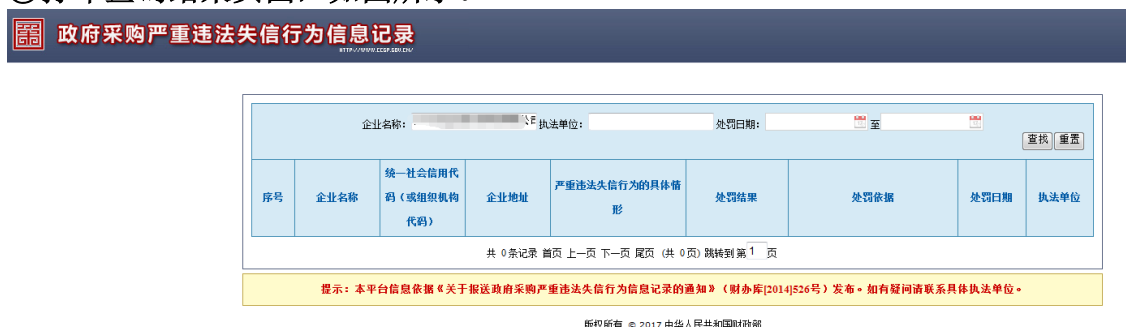 政府采购严重违法失信行为信息记录
HTTP://WWW.CCGP.GOV.CN/
企业名称: 执法单位: 处罚日期: 至
查找 重置
序号 企业名称 统一社会信用代码(或组织机构代码) 企业地址 严重违法失信行为的具体情形 处罚结果 处罚依据 处罚日期 执法单位
共 0条记录 首页 上一页 下一页 尾页 (共 0页) 跳转到第 1 页
提示:本平台信息依据《关于报送政府采购严重违法失信行为信息记录的通知》(财办库[2014]526号)发布。如有疑问请联系具体执法单位。
版权所有 © 2017 中华人民共和国财政部